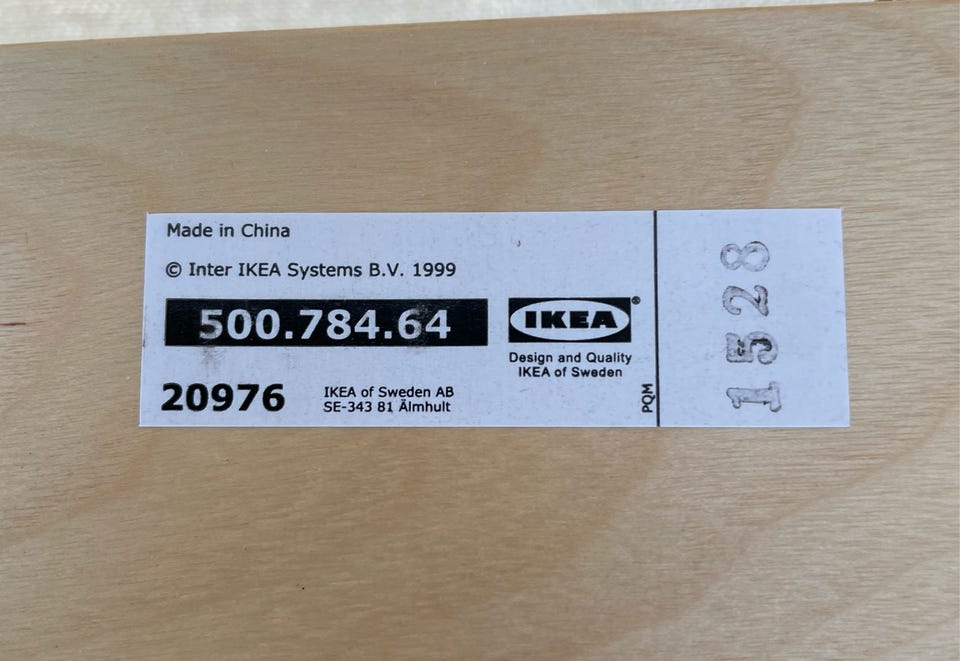 Made in China
© Inter IKEA Systems B.V. 1999
500.784.64
20976
IKEA of Sweden AB
SE-343 81 Älmhult
IKEA®
Design and Quality
IKEA of Sweden
PQM
15228